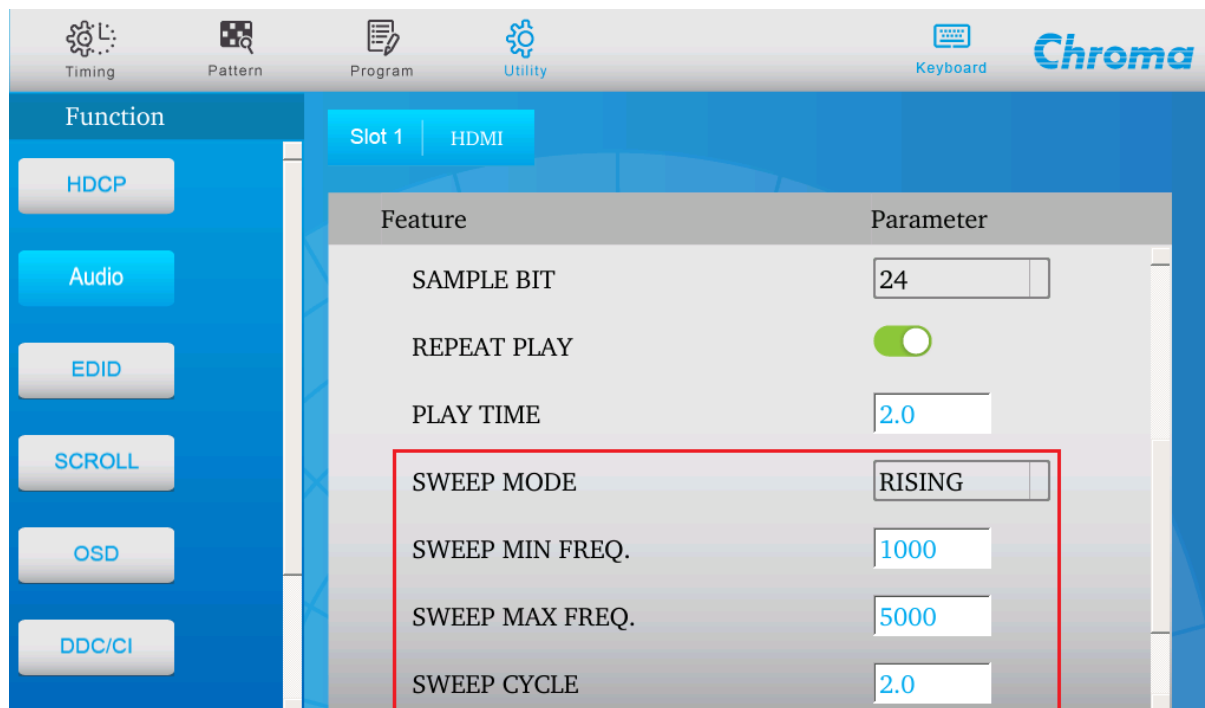 Timing Pattern Program Utility Keyboard Chroma
Function
HDCP
Audio
EDID
SCROLL
OSD
DDC/CI
Slot 1 HDMI
Feature Parameter
SAMPLE BIT 24
REPEAT PLAY
PLAY TIME 2.0
SWEEP MODE RISING
SWEEP MIN FREQ. 1000
SWEEP MAX FREQ. 5000
SWEEP CYCLE 2.0